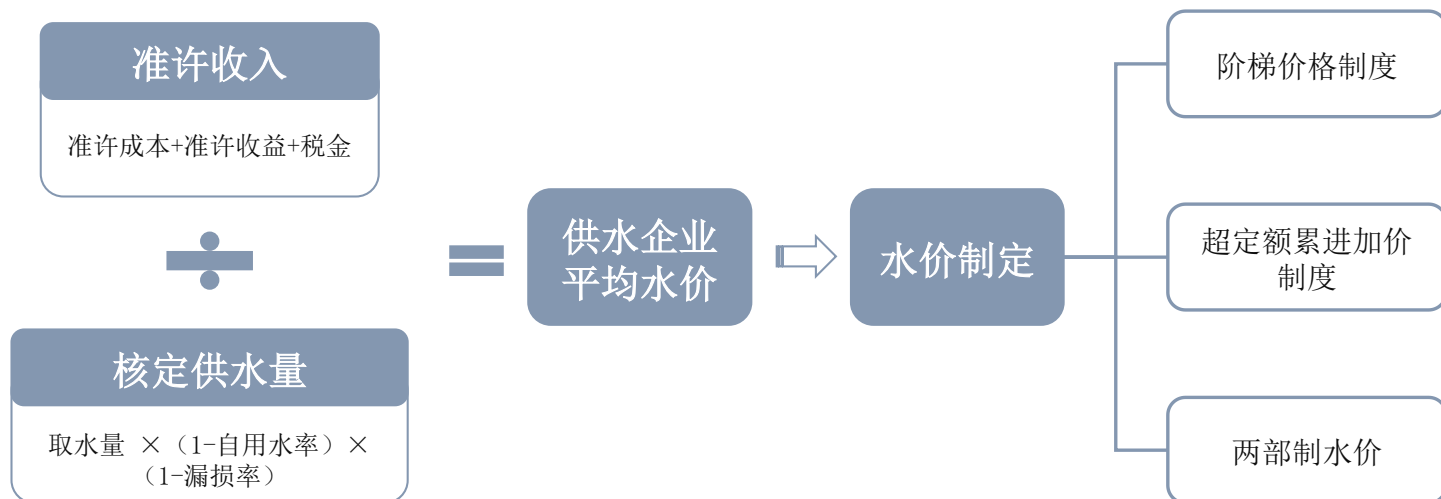 准许收入
准许成本+准许收益+税金
核定供水量
取水量 ×（1-自用水率）×
（1-漏损率）
供水企业
平均水价
水价制定
阶梯价格制度
超定额累进加价
制度
两部制水价